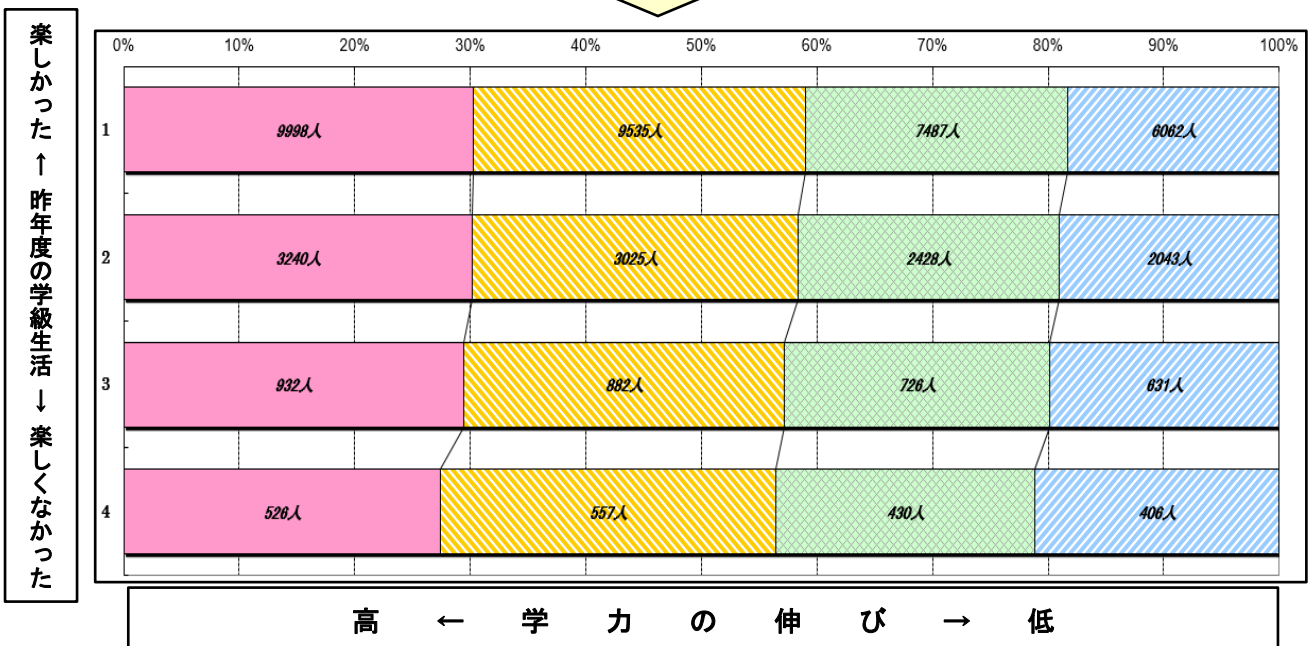 楽しかった ↑ 昨年度の学級生活 ↓ 楽しくなかった
0% 10% 20% 30% 40% 50% 60% 70% 80% 90% 100%
1 9998人 9535人 7487人 6062人
2 3240人 3025人 2428人 2043人
3 932人 882人 726人 631人
4 526人 557人 430人 406人
高 ← 学 力 の 伸 び → 低